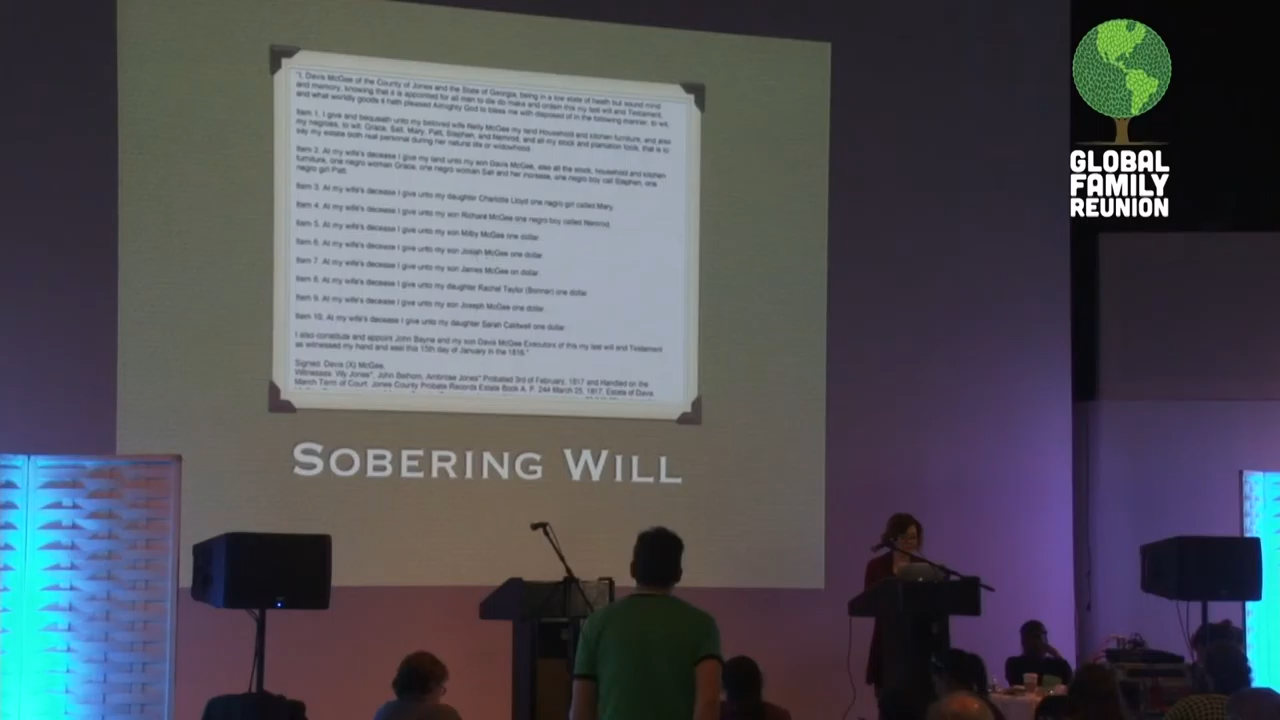 "I, Davis McGee of the County of Jones and the State of Georgia, being in a low state of heath but sound mind
and memory, knowing that it is appointed for all men to die do make and ordain this my last will and Testament,
and what worldly goods it hath pleased Almighty God to bless me with disposed of in the following manner, to wit,
Item 1. I give and bequeath unto my beloved wife Nelly McGee my land Household and kitchen furniture, and also
my negroes, to wit: Grace, Sall, Mary, Patt, Stephen, and Nemrod, and all my stock and plantation tools, that is to
say my estate both real personal during her natural life or widowhood.
Item 2. At my wife's decease I give my land unto my son Davis McGee, also all the stock, household and kitchen
furniture, one negro woman Grace, one negro woman Sall and her increase, one negro boy call Stephen, one
negro girl Patt.
Item 3. At my wife's decease I give unto my daughter Charlotte Lloyd one negro girl called Mary.
Item 4. At my wife's decease I give unto my son Richard McGee one negro boy called Nemrod.
Item 5. At my wife's decease I give unto my son Milby McGee one dollar.
Item 6. At my wife's decease I give unto my son Josiah McGee one dollar.
Item 7. At my wife's decease I give unto my son James McGee on dollar.
Item 8. At my wife's decease I give unto my daughter Rachel Taylor (Bonner) one dollar.
Item 9. At my wife's decease I give unto my son Joseph McGee one dollar.
Item 10. At my wife's decease I give unto my daughter Sarah Caldwell one dollar.
I also constitute and appoint John Bayne and my son Davis McGee Executors of this my last will and Testament
as witnessed my hand and seal this 15th day of January in the 1816."
Signed: Davis (X) McGee.
Witnesses: Wly Jones", John Ambrose Jones" Probated 3rd of February, 1817 and Handled on the
March Term of Court. Jones County Probate Records Estate Book A. P. 244 March 25, 1817, Estate of Davis
SOBERING WILL
GLOBAL
FAMILY
REUNION